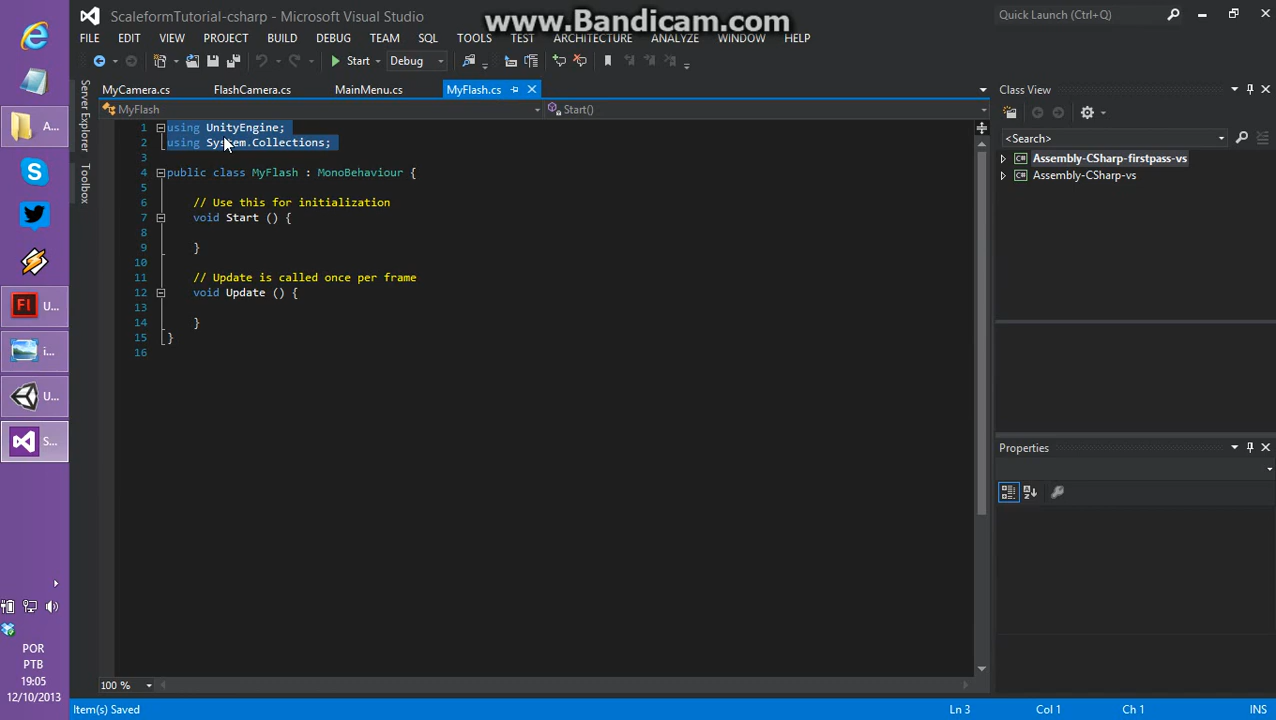 ScaleformTutorial-csharp - Microsoft Visual Studio
www.Bandicam.com
Quick Launch (Ctrl+Q)
FILE EDIT VIEW PROJECT BUILD DEBUG TEAM SQL TOOLS TEST ARCHITECTURE ANALYZE WINDOW HELP
Start Debug
MyCamera.cs FlashCamera.cs MainMenu.cs MyFlash.cs
Class View
MyFlash Start()
<Search>
Assembly-CSharp-firstpass-vs
Assembly-CSharp-vs
Server Explorer
Toolbox
1 using UnityEngine;
2 using System.Collections;
3
4 public class MyFlash : MonoBehaviour {
5
6 // Use this for initialization
7 void Start () {
8
9 }
10
11 // Update is called once per frame
12 void Update () {
13
14 }
15 }
16
Properties
A...
Fl U...
i...
U...
S...
POR
PTB
19:05
12/10/2013
100 %
Item(s) Saved Ln 3 Col 1 Ch 1 INS